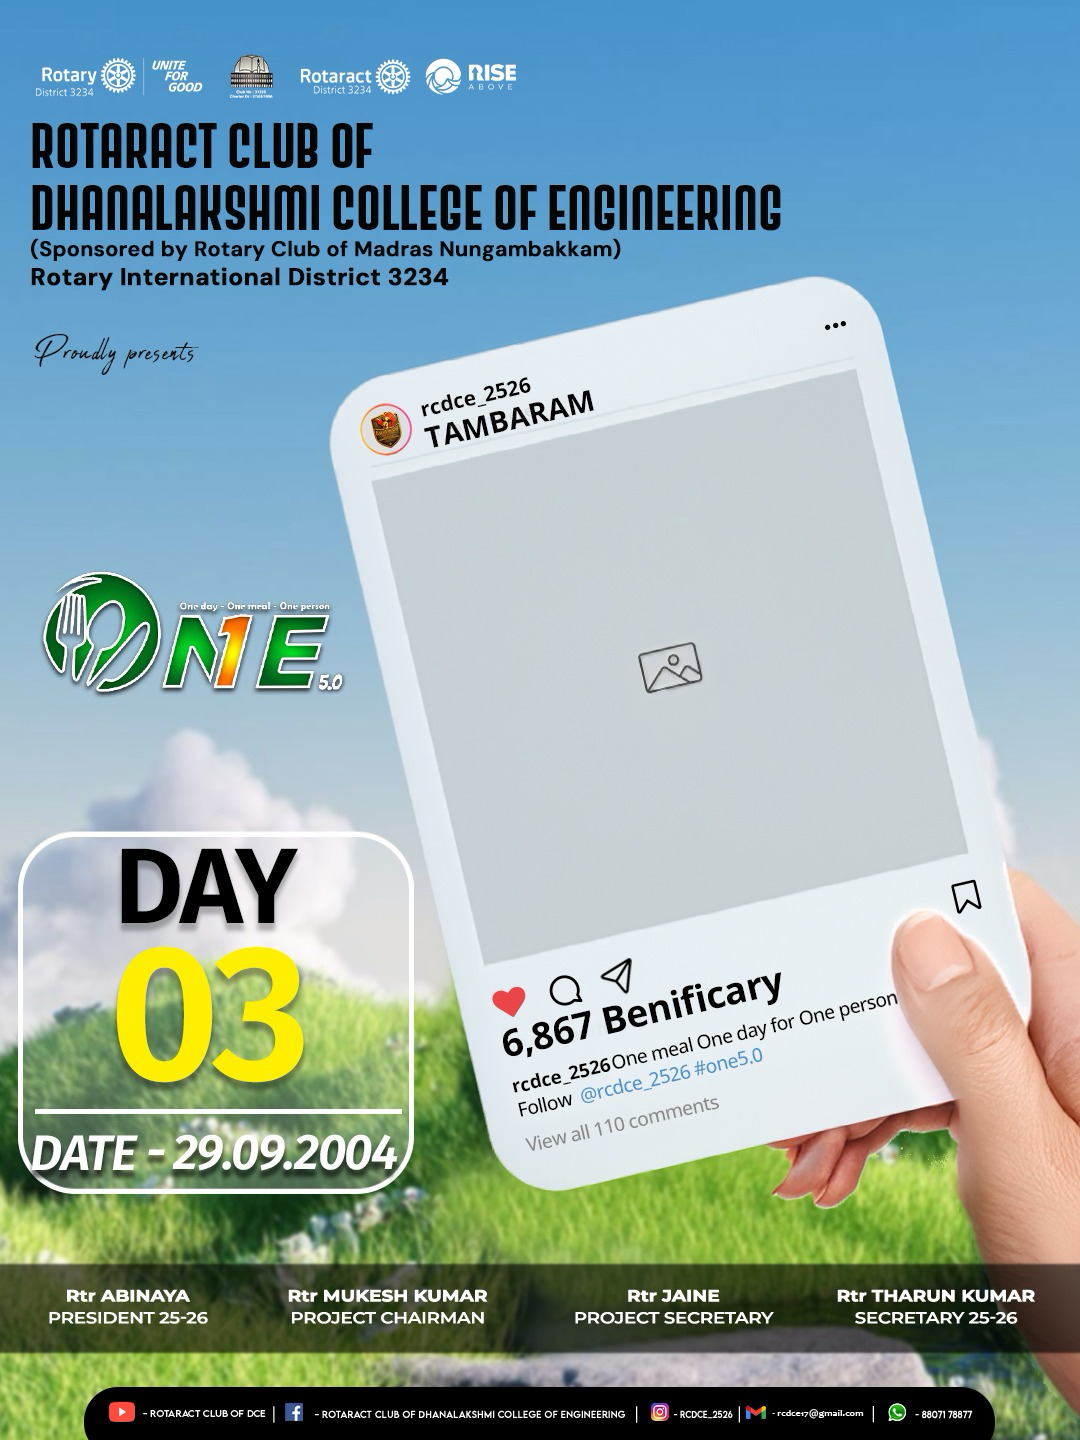 Rotary
District 3234
UNITE
FOR
GOOD
Rotaract
District 3234
RISE
ABOVE
ROTARACT CLUB OF
DHANALAKSHMI COLLEGE OF ENGINEERING
(Sponsored by Rotary Club of Madras Nungambakkam)
Rotary International District 3234
Proudly presents
•••
rcdce_2526
TAMBARAM
One day - One meal - One person
ON1E
5.0
DAY
03
DATE - 29.09.2004
6,867 Benificary
rcdce_2526 One meal One day for One person
Follow @rcdce_2526 #one5.0
View all 110 comments
Rtr ABINAYA
PRESIDENT 25-26
Rtr MUKESH KUMAR
PROJECT CHAIRMAN
Rtr JAINE
PROJECT SECRETARY
Rtr THARUN KUMAR
SECRETARY 25-26
- ROTARACT CLUB OF DCE | - ROTARACT CLUB OF DHANALAKSHMI COLLEGE OF ENGINEERING | - RCDCE_2526 | - rcdce17@gmail.com | - 88071 78877